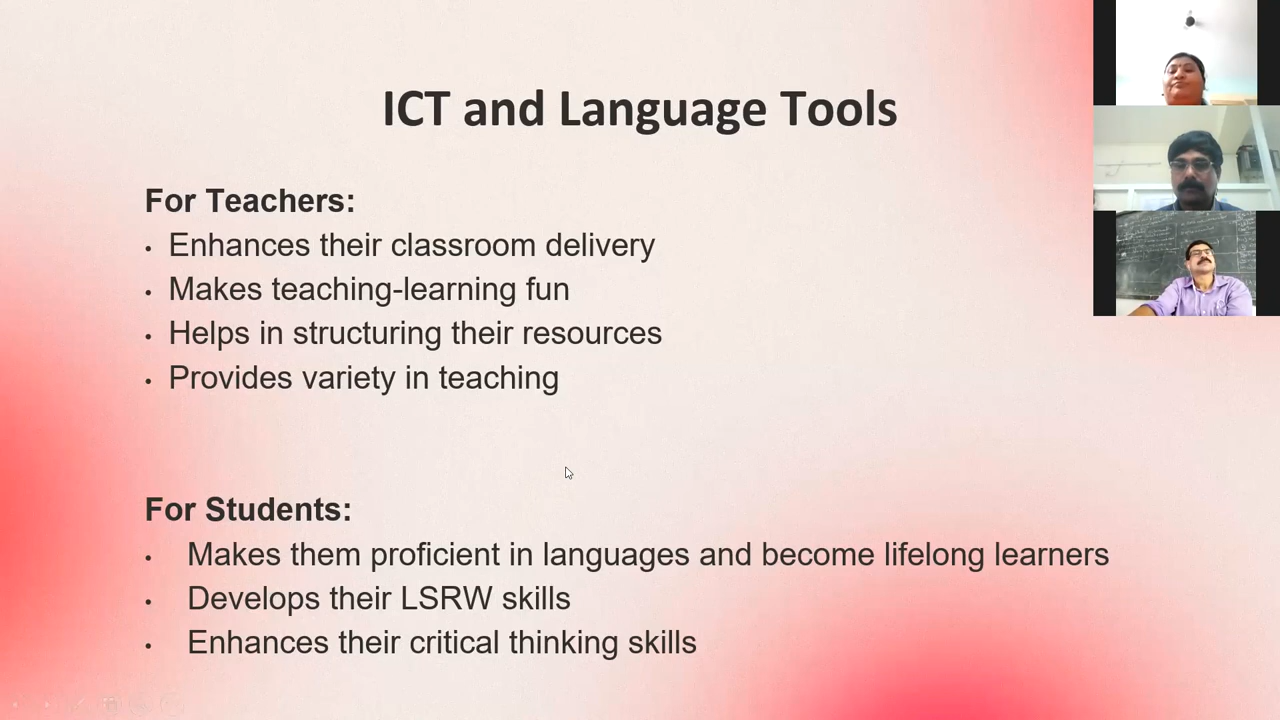 ICT and Language Tools
For Teachers:
• Enhances their classroom delivery
• Makes teaching-learning fun
• Helps in structuring their resources
• Provides variety in teaching
For Students:
• Makes them proficient in languages and become lifelong learners
• Develops their LSRW skills
• Enhances their critical thinking skills